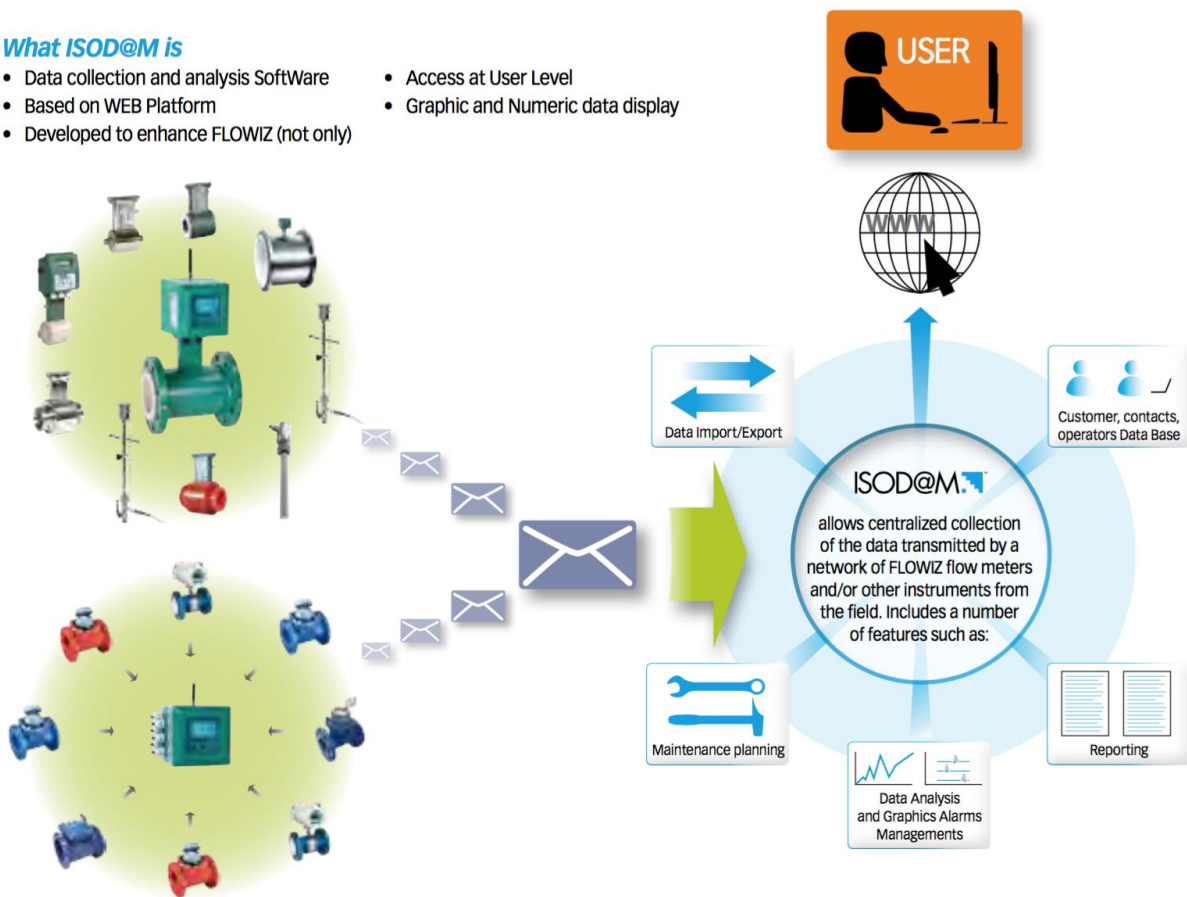 What ISOD@M is
• Data collection and analysis SoftWare
• Based on WEB Platform
• Developed to enhance FLOWIZ (not only)
• Access at User Level
• Graphic and Numeric data display
USER
WWW
Data Import/Export
Customer, contacts,
operators Data Base
ISOD@M
allows centralized collection
of the data transmitted by a
network of FLOWIZ flow meters
and/or other instruments from
the field. Includes a number
of features such as:
Maintenance planning
Reporting
Data Analysis
and Graphics Alarms
Managements